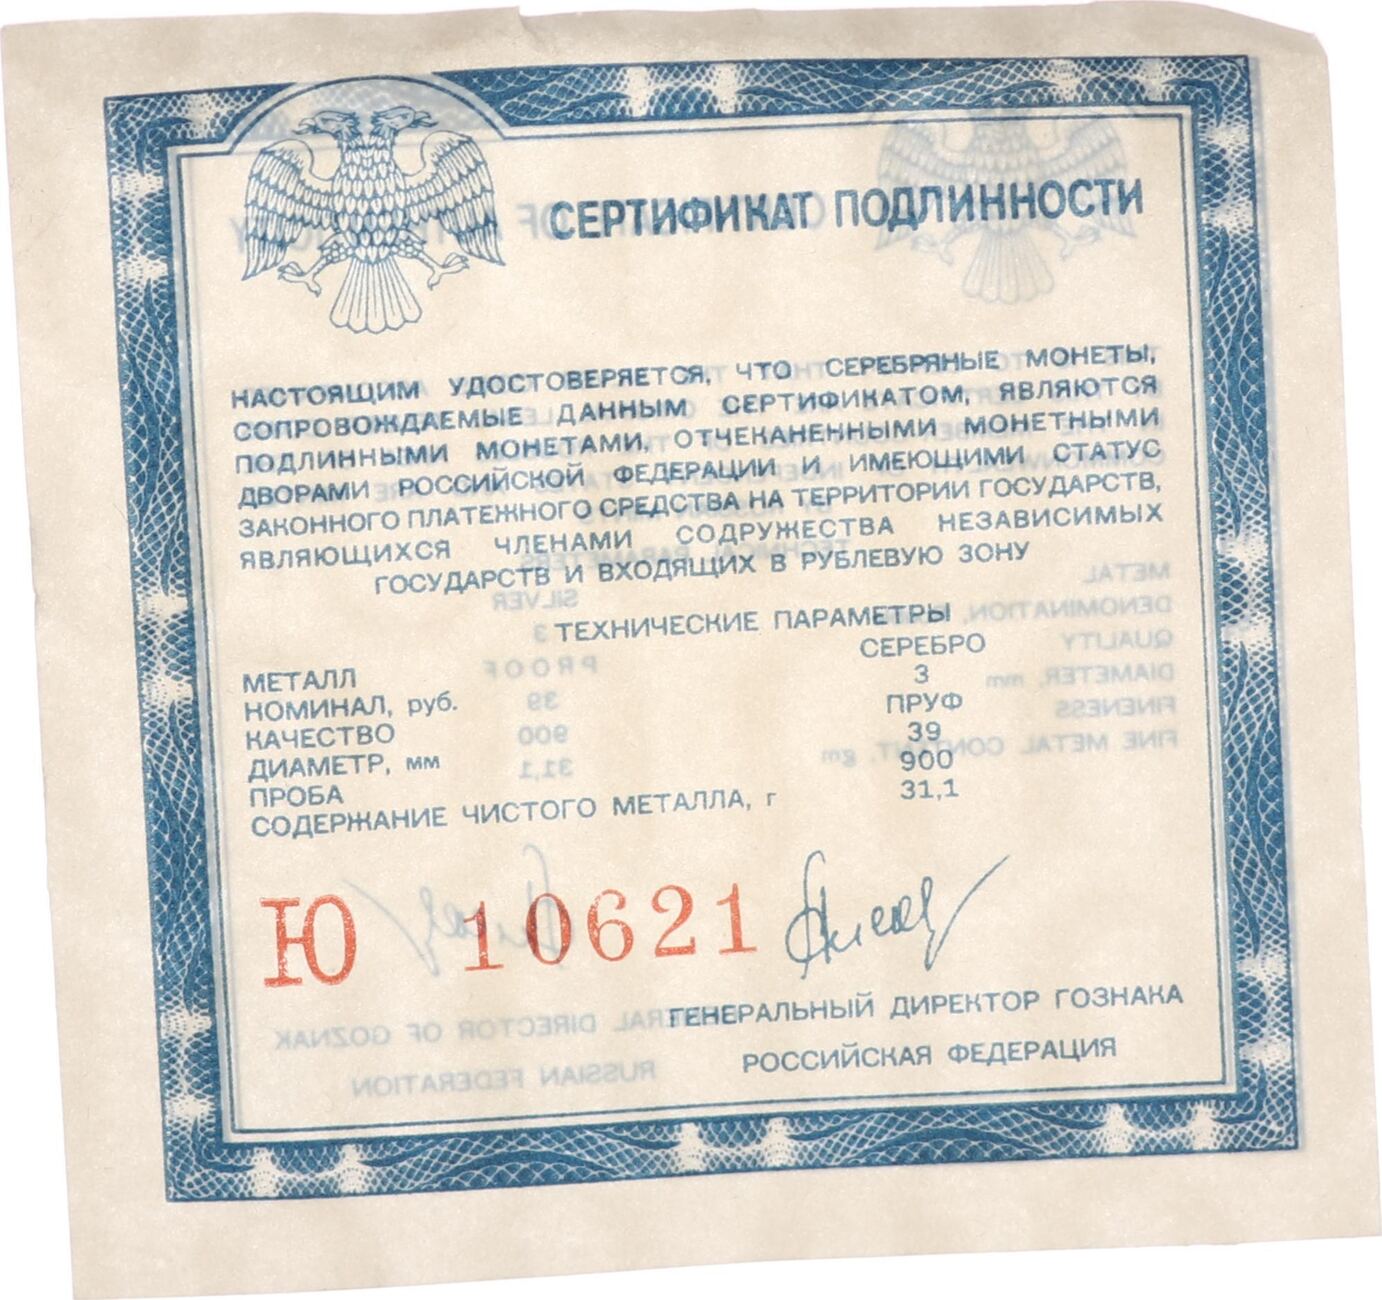 СЕРТИФИКАТ ПОДЛИННОСТИ
НАСТОЯЩИМ УДОСТОВЕРЯЕТСЯ, ЧТО СЕРЕБРЯНЫЕ МОНЕТЫ,
СОПРОВОЖДАЕМЫЕ ДАННЫМ СЕРТИФИКАТОМ, ЯВЛЯЮТСЯ
ПОДЛИННЫМИ МОНЕТАМИ, ОТЧЕКАНЕННЫМИ МОНЕТНЫМИ
ДВОРАМИ РОССИЙСКОЙ ФЕДЕРАЦИИ И ИМЕЮЩИМИ СТАТУС
ЗАКОННОГО ПЛАТЕЖНОГО СРЕДСТВА НА ТЕРРИТОРИИ ГОСУДАРСТВ,
ЯВЛЯЮЩИХСЯ ЧЛЕНАМИ СОДРУЖЕСТВА НЕЗАВИСИМЫХ
ГОСУДАРСТВ И ВХОДЯЩИХ В РУБЛЕВУЮ ЗОНУ
ТЕХНИЧЕСКИЕ ПАРАМЕТРЫ
МЕТАЛЛ СЕРЕБРО
НОМИНАЛ, руб. 3
КАЧЕСТВО ПРУФ
ДИАМЕТР, мм 39
ПРОБА 900
СОДЕРЖАНИЕ ЧИСТОГО МЕТАЛЛА, г 31,1
Ю 10621
ГЕНЕРАЛЬНЫЙ ДИРЕКТОР ГОЗНАКА
РОССИЙСКАЯ ФЕДЕРАЦИЯ